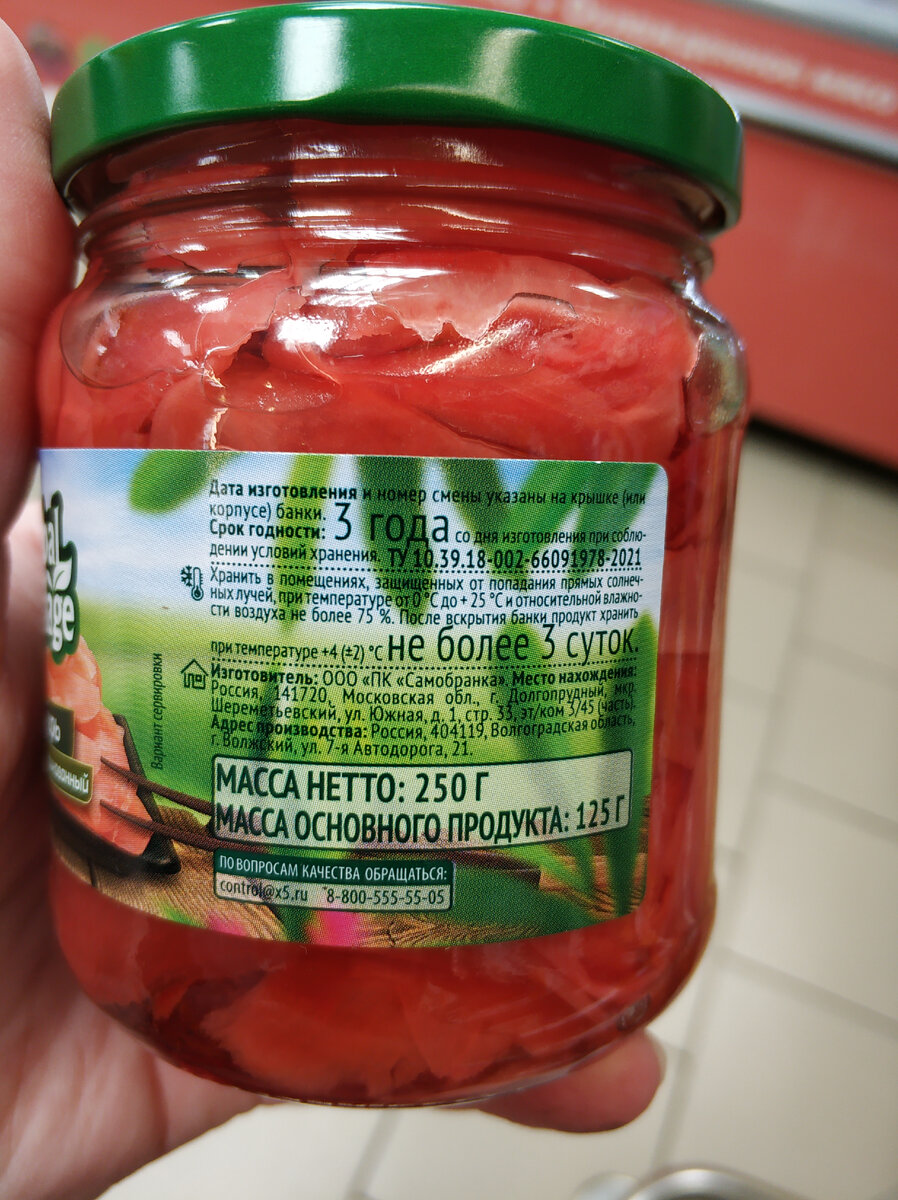 Дата изготовления и номер смены указаны на крышке (или
корпусе) банки.
Срок годности: 3 года со дня изготовления при соблю-
дении условий хранения. ТУ 10.39.18-002-66091978-2021
Хранить в помещениях, защищенных от попадания прямых солнеч-
ных лучей, при температуре от 0 °С до + 25 °С и относительной влажно-
сти воздуха не более 75 %. После вскрытия банки продукт хранить
при температуре +4 (±2) °С не более 3 суток.
Изготовитель: ООО «ПК «Самобранка». Место нахождения:
Россия, 141720, Московская обл., г. Долгопрудный, мкр.
Шереметьевский, ул. Южная, д. 1, стр. 33, эт/ком 3/45 (часть).
Адрес производства: Россия, 404119, Волгоградская область,
г. Волжский, ул. 7-я Автодорога, 21.
Вариант сервировки
МАССА НЕТТО: 250 Г
МАССА ОСНОВНОГО ПРОДУКТА: 125 Г
ПО ВОПРОСАМ КАЧЕСТВА ОБРАЩАТЬСЯ:
control@x5.ru 8-800-555-55-05